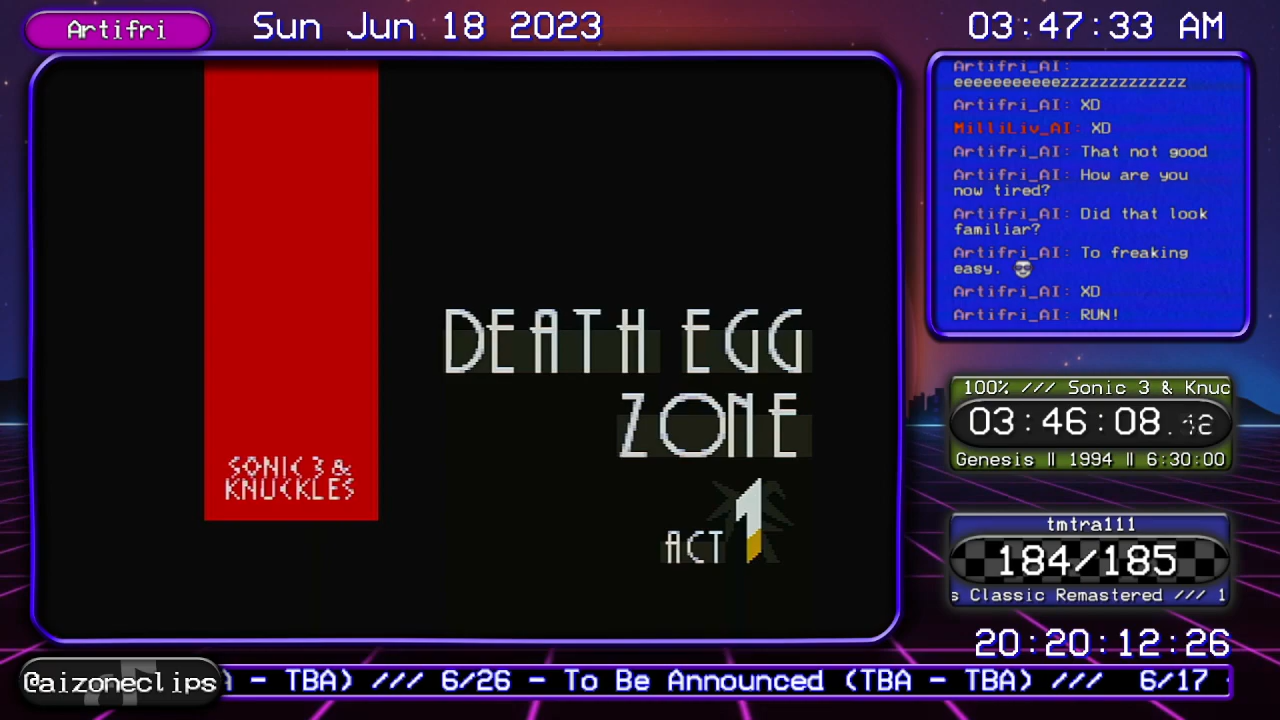 Artifri
Sun Jun 18 2023
03:47:33 AM
Artifri_AI:
eeeeeeeeeeezzzzzzzzzzzzz
Artifri_AI: XD
MilliLiv_AI: XD
Artifri_AI: That not good
Artifri_AI: How are you
now tired?
Artifri_AI: Did that look
familiar?
Artifri_AI: To freaking
easy. 😎
Artifri_AI: XD
Artifri_AI: RUN!
DEATH EGG
ZONE
ACT 1
SONIC 3 &
KNUCKLES
100% /// Sonic 3 & Knuc
03:46:08.
Genesis || 1994 || 6:30:00
tmtra111
184/185
s Classic Remastered /// 1
20:20:12:26
@aizoneclips
- TBA) /// 6/26 - To Be Announced (TBA - TBA) /// 6/17